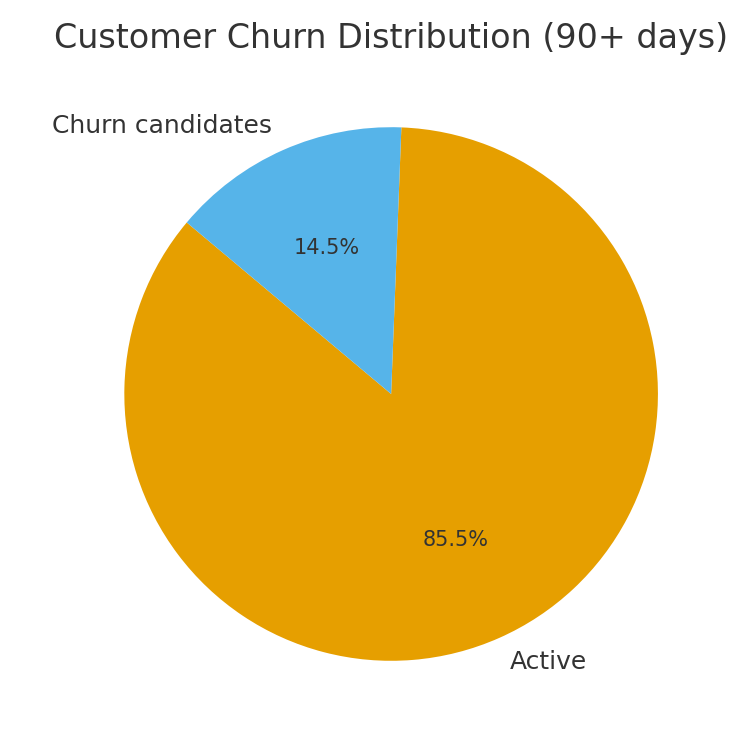 Customer Churn Distribution (90+ days)
Churn candidates
14.5%
85.5%
Active